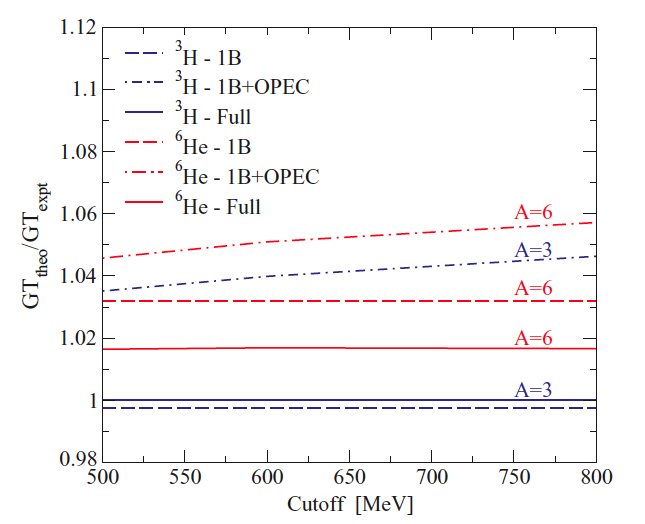 1.12
1.1
1.08
1.06
1.04
1.02
1
0.98
GT_theo/GT_expt
³H - 1B
³H - 1B+OPEC
³H - Full
⁶He - 1B
⁶He - 1B+OPEC
⁶He - Full
A=6
A=3
A=6
A=6
A=3
500 550 600 650 700 750 800
Cutoff [MeV]